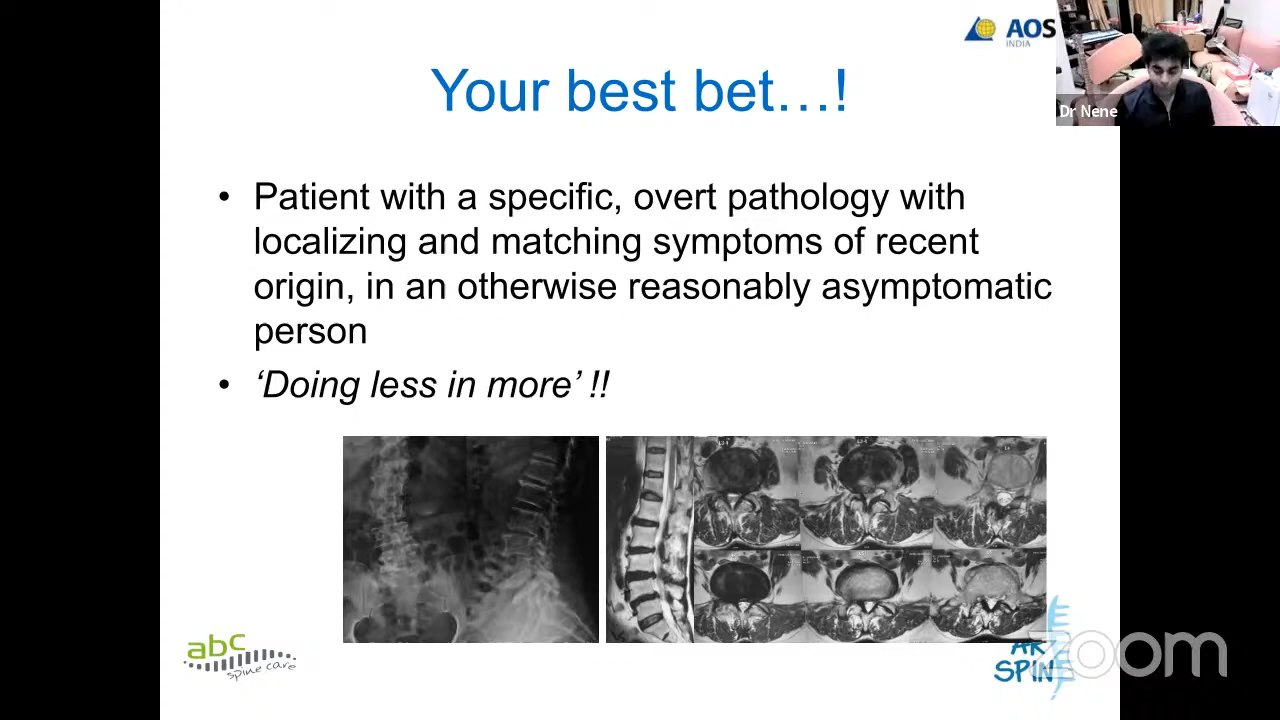 AOS
INDIA
Dr Nene
Your best bet…!
• Patient with a specific, overt pathology with
localizing and matching symptoms of recent
origin, in an otherwise reasonably asymptomatic
person
• ‘Doing less in more’ !!
abc
spine care
SPINE
zoom